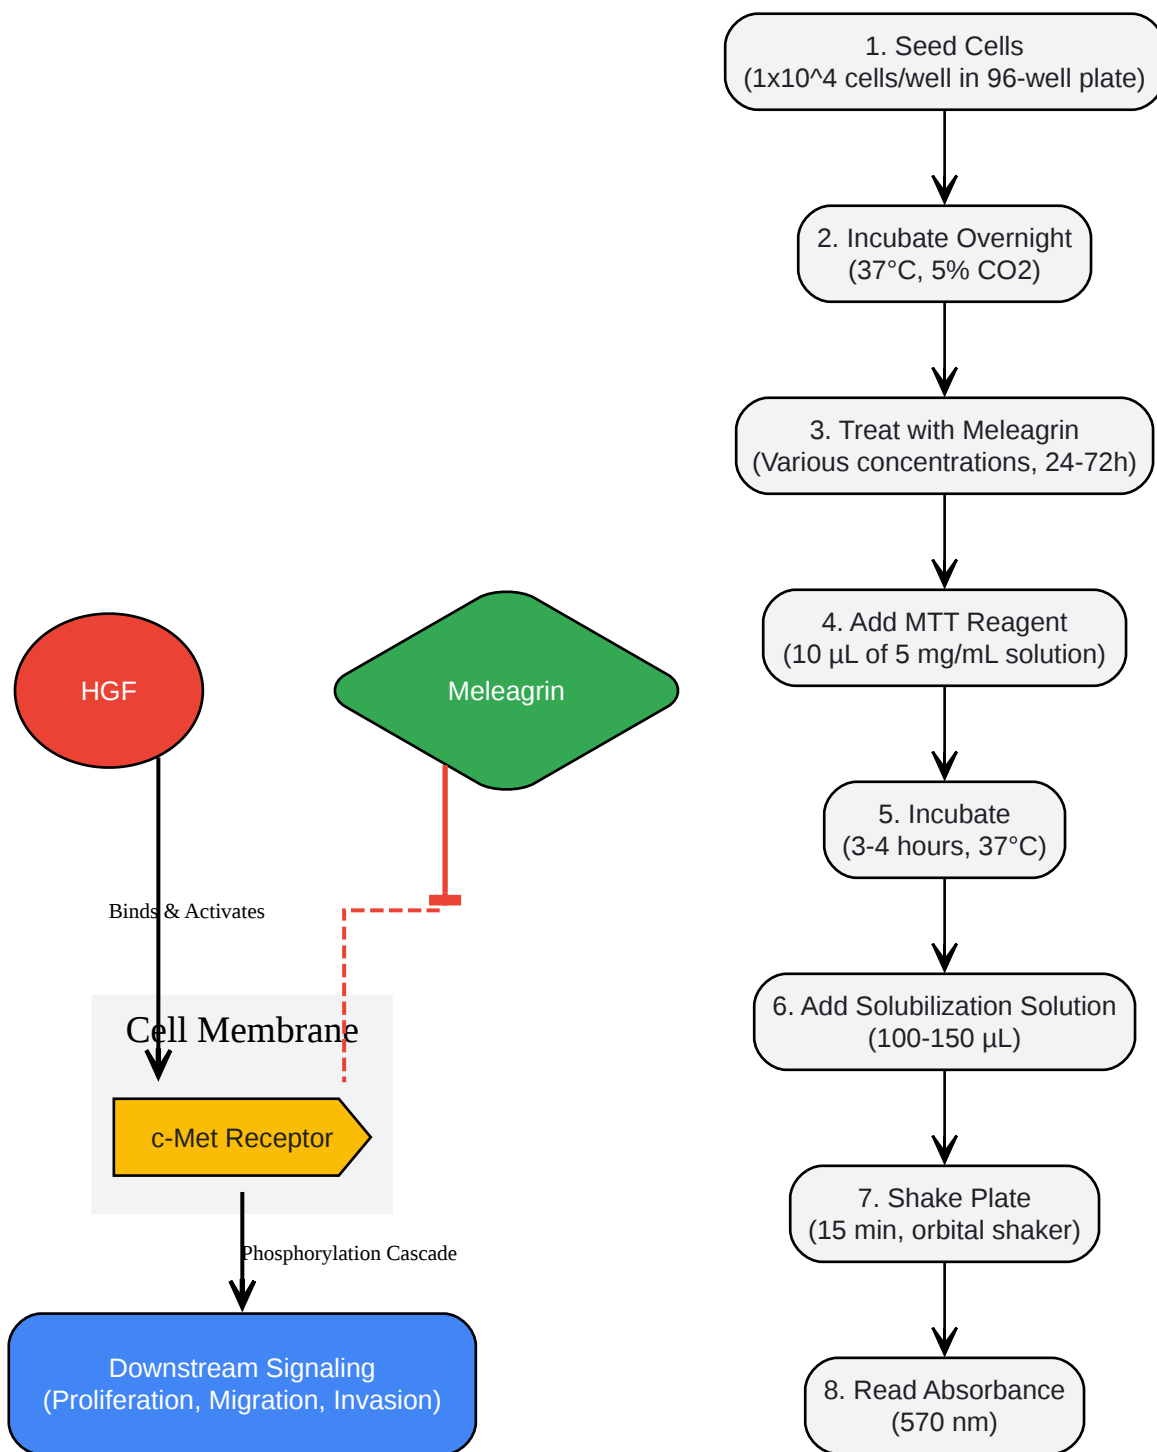 HGF
Meleagrin
Binds & Activates
Cell Membrane
c-Met Receptor
Phosphorylation Cascade
Downstream Signaling
(Proliferation, Migration, Invasion)
1. Seed Cells
(1x10^4 cells/well in 96-well plate)
2. Incubate Overnight
(37°C, 5% CO2)
3. Treat with Meleagrin
(Various concentrations, 24-72h)
4. Add MTT Reagent
(10 µL of 5 mg/mL solution)
5. Incubate
(3-4 hours, 37°C)
6. Add Solubilization Solution
(100-150 µL)
7. Shake Plate
(15 min, orbital shaker)
8. Read Absorbance
(570 nm)